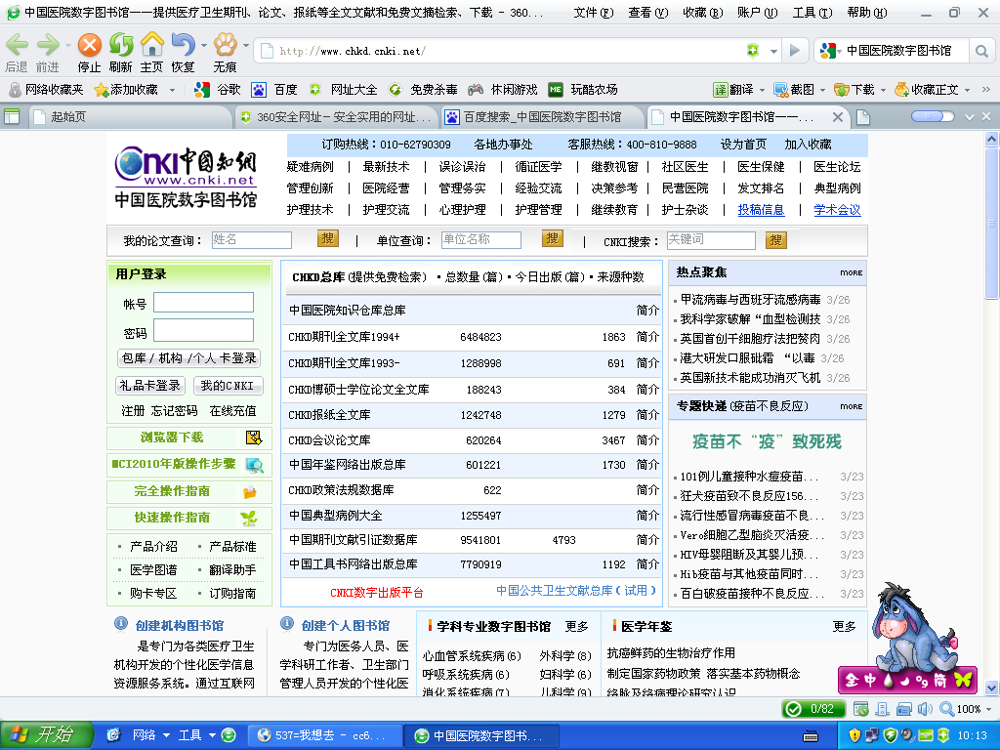 中国医院数字图书馆——提供医疗卫生期刊、论文、报纸等全文文献和免费文摘检索、下载 - 360...
文件(F) 查看(V) 收藏(B) 账户(U) 工具(T) 帮助(H)
后退 前进 停止 刷新 主页 恢复 无痕
http://www.chkd.cnki.net/
中国医院数字图书馆
网络收藏夹 添加收藏 谷歌 百度 网址大全 免费杀毒 休闲游戏 玩酷农场 翻译 截图 下载 收藏正文
起始页 360安全网址－安全实用的网址... 百度搜索_中国医院数字图书馆 中国医院数字图书馆——...
CNKI中国知网
www.cnki.net
中国医院数字图书馆
订购热线：010-62790309 各地办事处 客服热线：400-810-9888 设为首页 加入收藏
疑难病例 | 最新技术 | 误诊误治 | 循证医学 | 继教视窗 | 社区医生 | 医生保健 | 医生论坛
管理创新 | 医院经营 | 管理务实 | 经验交流 | 决策参考 | 民营医院 | 发文排名 | 典型病例
护理技术 | 护理交流 | 心理护理 | 护理管理 | 继续教育 | 护士杂谈 | 投稿信息 | 学术会议
我的论文查询： 姓名 搜 | 单位查询： 单位名称 搜 | CNKI搜索： 关键词 搜
用户登录
帐号
密码
包库 / 机构 /个人卡登录
礼品卡登录 我的CNKI
注册 忘记密码 在线充值
浏览器下载
MCI2010年版操作步骤
完全操作指南
快速操作指南
· 产品介绍 · 产品标准
· 医学图谱 · 翻译助手
· 购卡专区 · 订购指南
CHKD总库(提供免费检索) ·总数量(篇)·今日出版(篇)·来源种数
中国医院知识仓库总库 简介
CHKD期刊全文库1994+ 6484823 1863 简介
CHKD期刊全文库1993- 1288998 691 简介
CHKD博硕士学位论文全文库 188243 384 简介
CHKD报纸全文库 1242748 1279 简介
CHKD会议论文库 620264 3467 简介
中国年鉴网络出版总库 601221 1730 简介
CHKD政策法规数据库 622 简介
中国典型病例大全 1255497 简介
中国期刊文献引证数据库 9541801 4793 简介
中国工具书网络出版总库 7790919 1192 简介
CNKI数字出版平台 中国公共卫生文献总库(试用)
热点聚焦 MORE
甲流病毒与西班牙流感病毒 3/26
我科学家破解“血型检测技 3/26
英国首创干细胞疗法把赘肉 3/26
港大研发口服砒霜 “以毒 3/26
英国新技术能成功消灭飞机 3/26
专题快递(疫苗不良反应) MORE
疫苗不“疫”致死残
101例儿童接种水痘疫苗... 3/23
狂犬疫苗致不良反应156... 3/23
流行性感冒病毒疫苗不良... 3/23
Vero细胞乙型脑炎灭活疫... 3/23
HIV母婴阻断及其婴儿预... 3/23
Hib疫苗与其他疫苗同时... 3/23
百白破疫苗接种不良反应... 3/23
创建机构图书馆
是专门为各类医疗卫生
机构开发的个性化医学信息
资源服务系统。通过互联网
创建个人图书馆
专门为医务人员、医
学科研工作者、卫生部门
管理人员开发的个性化医
学科专业数字图书馆 更多
心血管系统疾病(6) 外科学(8)
呼吸系统疾病(6) 妇科学(6)
消化系统疾病(7) 儿科学(9)
医学年鉴 更多
抗癌鲜药的生物治疗作用
制定国家药物政策 落实基本药物概念
络脉及络病理论研究认识
全 中 简
0/82 100%
开始 网络 工具 537=我想去 - cc6... 中国医院数字图书... 10:13